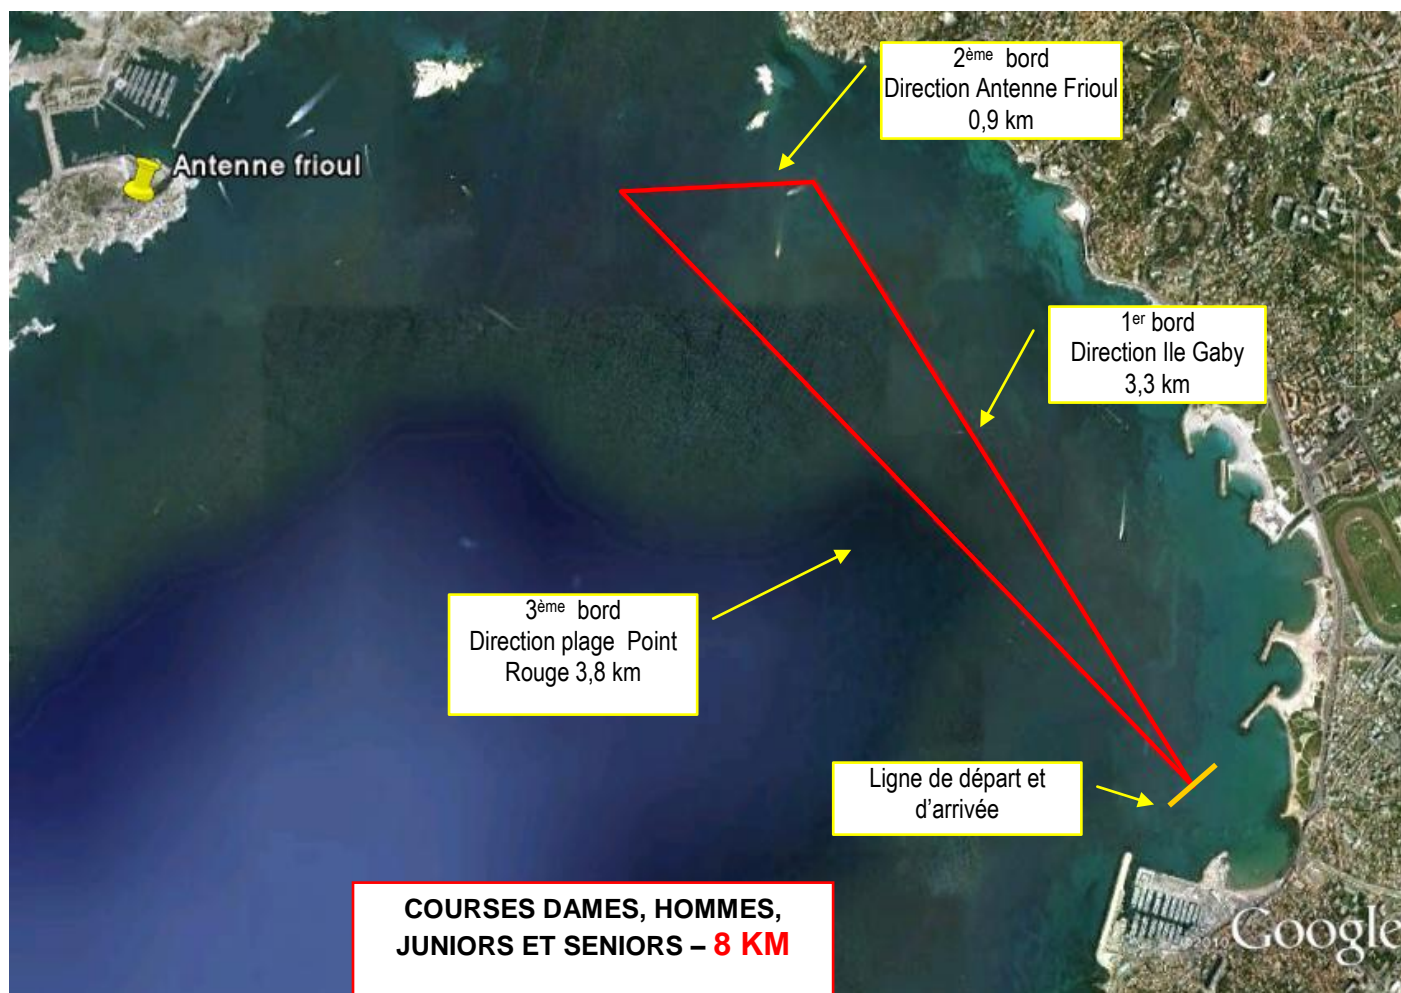 2ème bord
Direction Antenne Frioul
0,9 km
Antenne frioul
1er bord
Direction Ile Gaby
3,3 km
3ème bord
Direction plage Point
Rouge 3,8 km
Ligne de départ et
d’arrivée
COURSES DAMES, HOMMES,
JUNIORS ET SENIORS – 8 KM
©2010 Google